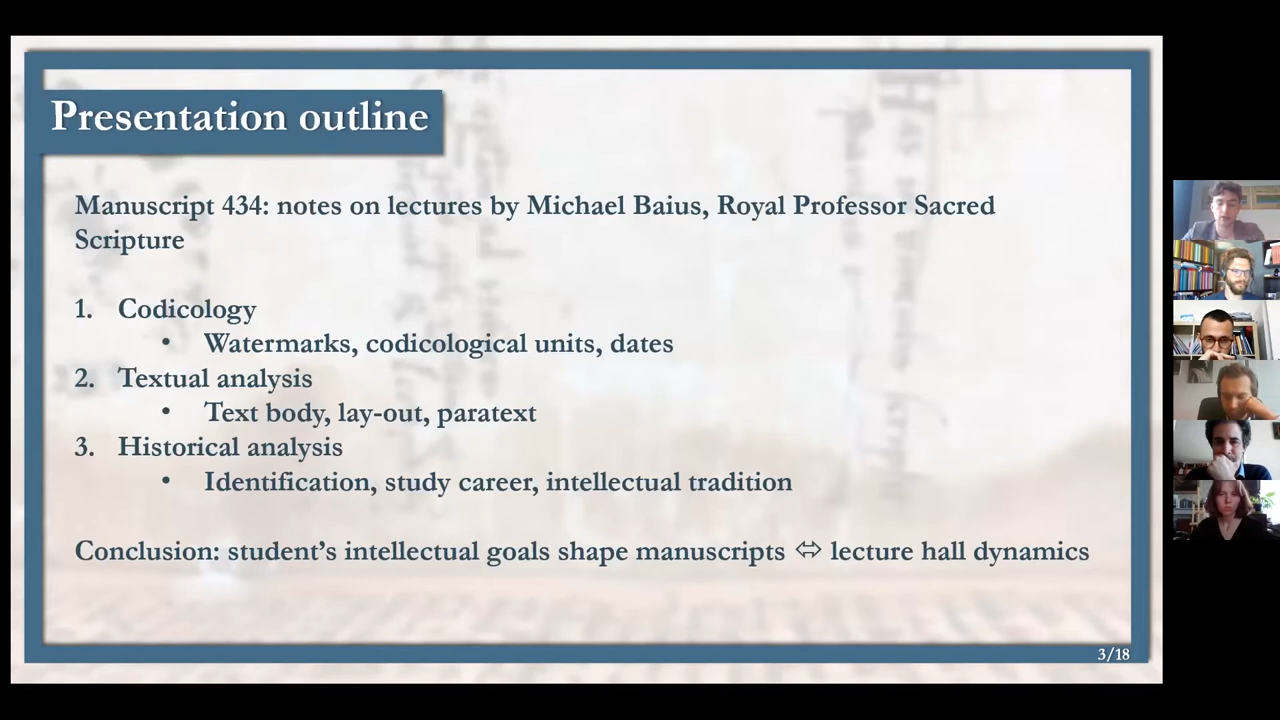 Presentation outline
Manuscript 434: notes on lectures by Michael Baius, Royal Professor Sacred
Scripture
1. Codicology
• Watermarks, codicological units, dates
2. Textual analysis
• Text body, lay-out, paratext
3. Historical analysis
• Identification, study career, intellectual tradition
Conclusion: student’s intellectual goals shape manuscripts ⬄ lecture hall dynamics
3/18